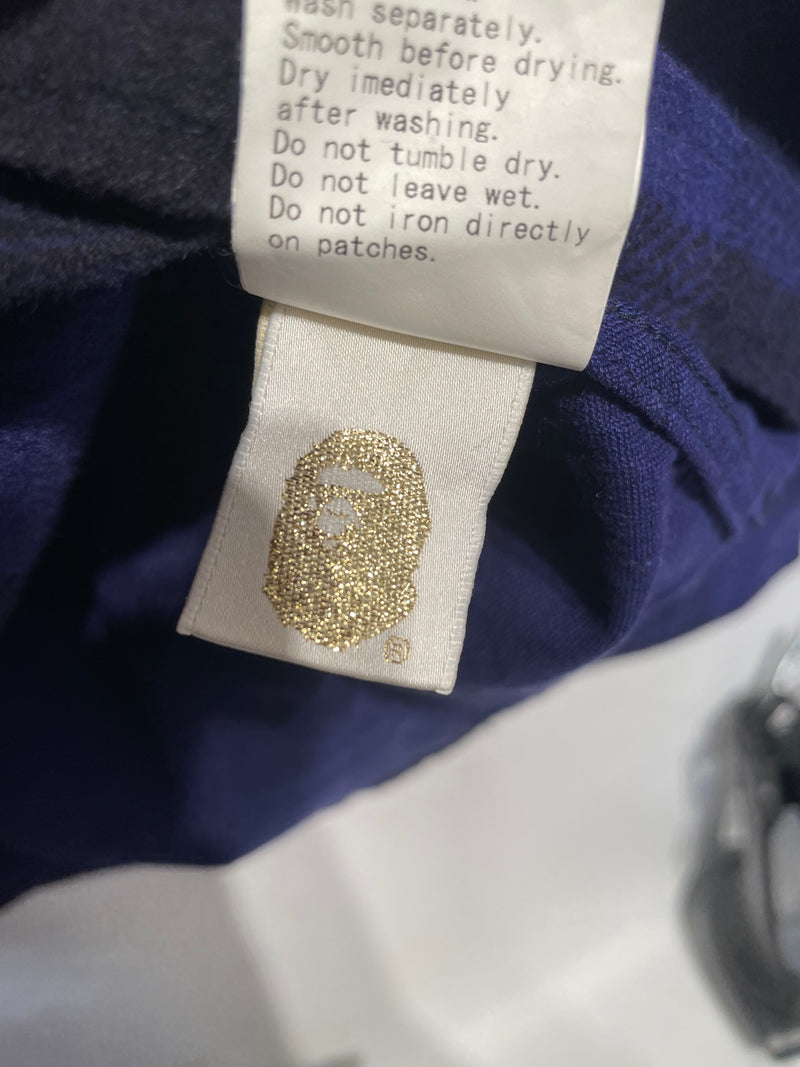 Wash separately.
Smooth before drying.
Dry imediately
after washing.
Do not tumble dry.
Do not leave wet.
Do not iron directly
on patches.
®